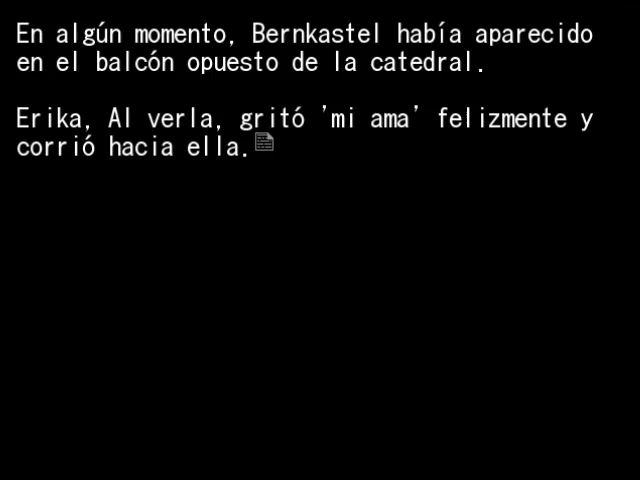 En algún momento, Bernkastel había aparecido
en el balcón opuesto de la catedral.
Erika, Al verla, gritó 'mi ama' felizmente y
corrió hacia ella.